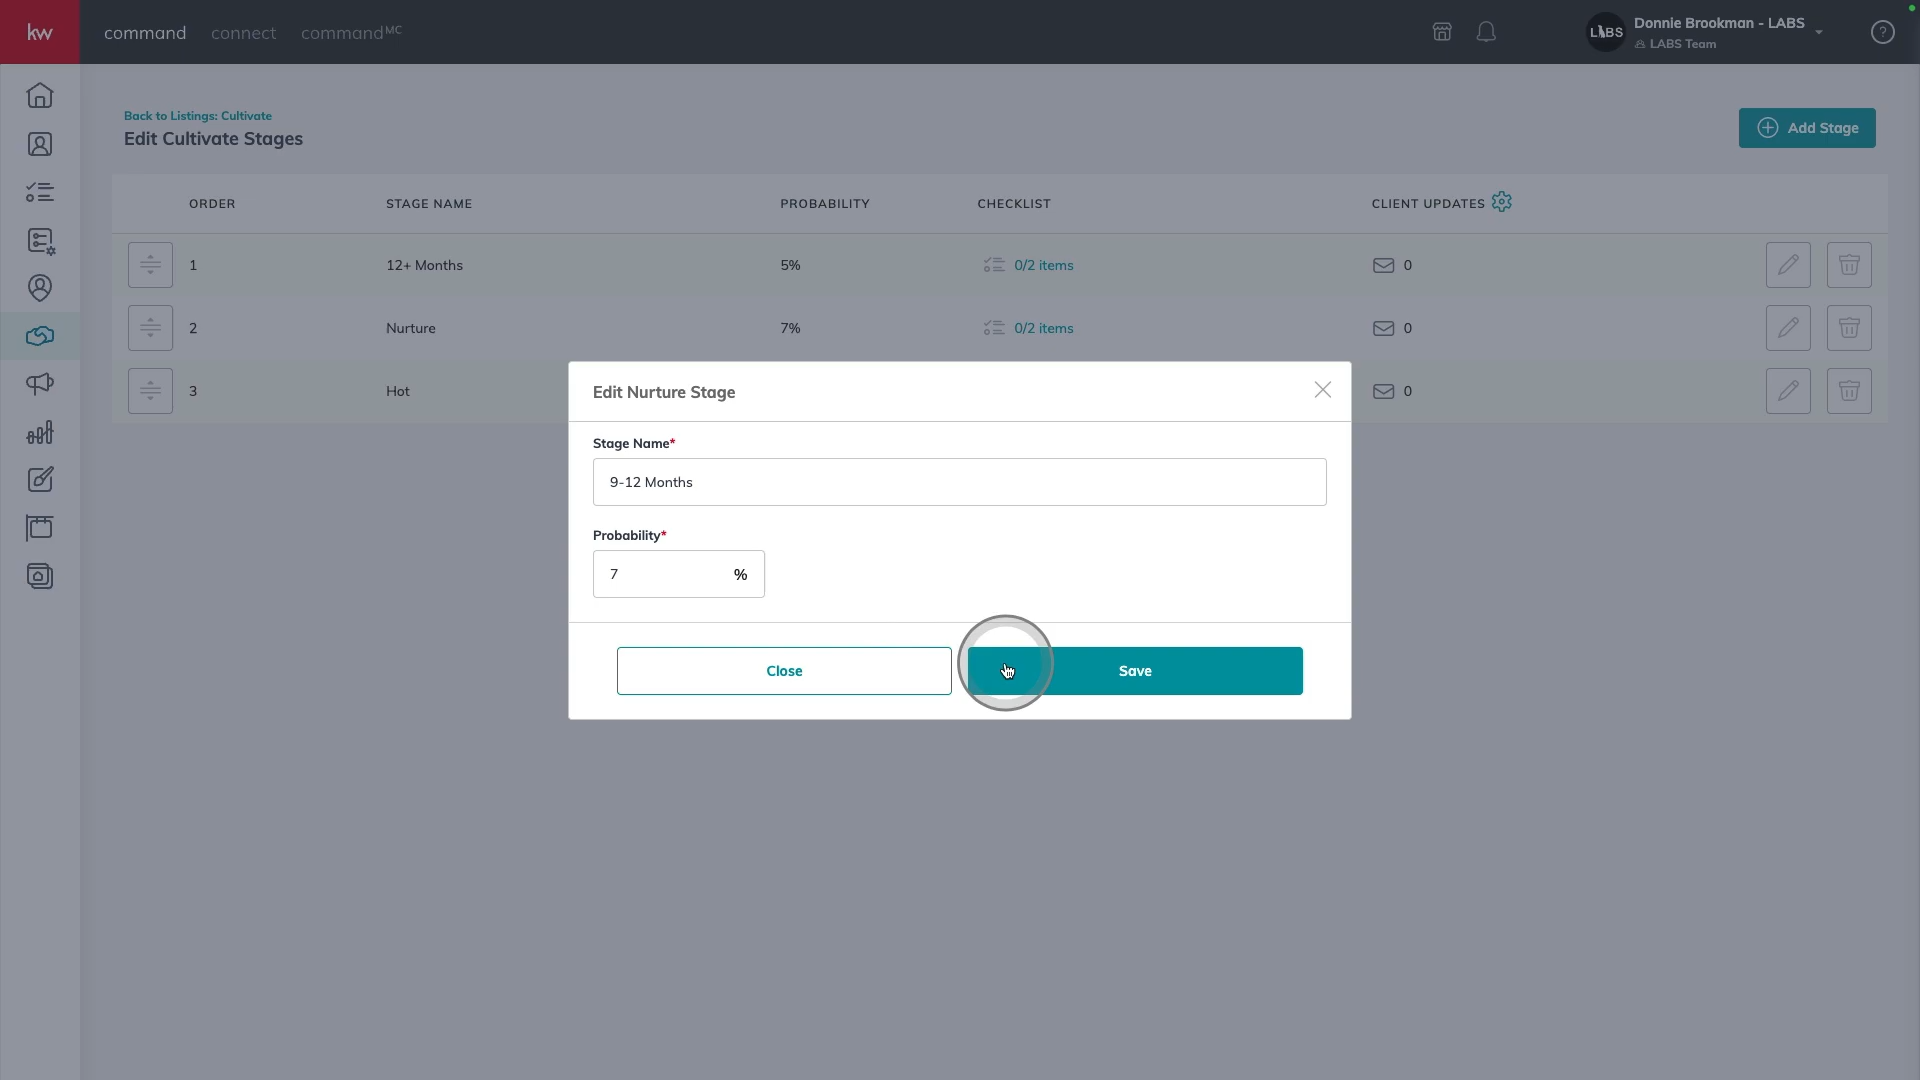 kw command connect command MC
LABS Donnie Brookman - LABS
LABS Team
?
Back to Listings: Cultivate
Edit Cultivate Stages
Add Stage
ORDER STAGE NAME PROBABILITY CHECKLIST CLIENT UPDATES
1 12+ Months 5% 0/2 items 0
2 Nurture 7% 0/2 items 0
3 Hot 0
Edit Nurture Stage
Stage Name*
9-12 Months
Probability*
7 %
Close Save